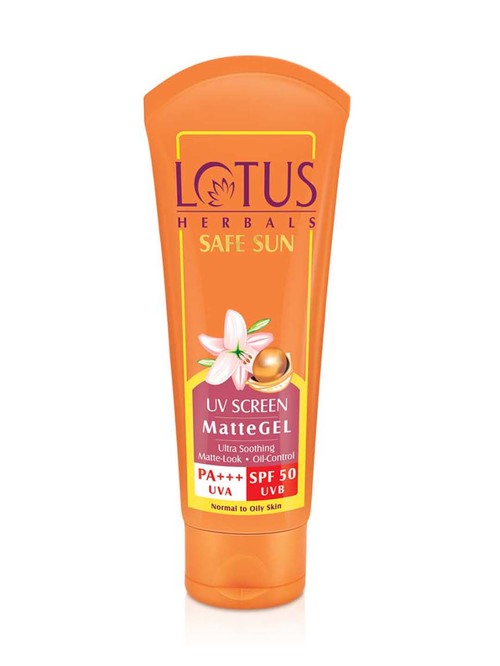 LOTUS
HERBALS
SAFE SUN
UV SCREEN
MatteGEL
Ultra Soothing
Matte-Look • Oil-Control
PA+++ SPF 50
UVA UVB
Normal to Oily Skin